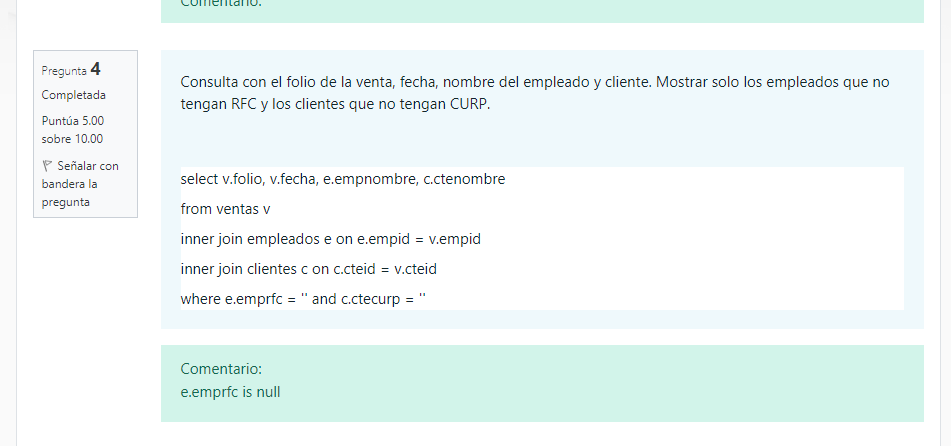 Comentario:
Pregunta 4
Completada
Puntúa 5.00
sobre 10.00
Señalar con
bandera la
pregunta
Consulta con el folio de la venta, fecha, nombre del empleado y cliente. Mostrar solo los empleados que no
tengan RFC y los clientes que no tengan CURP.
select v.folio, v.fecha, e.empnombre, c.ctenombre
from ventas v
inner join empleados e on e.empid = v.empid
inner join clientes c on c.cteid = v.cteid
where e.emprfc = '' and c.ctecurp = ''
Comentario:
e.emprfc is null